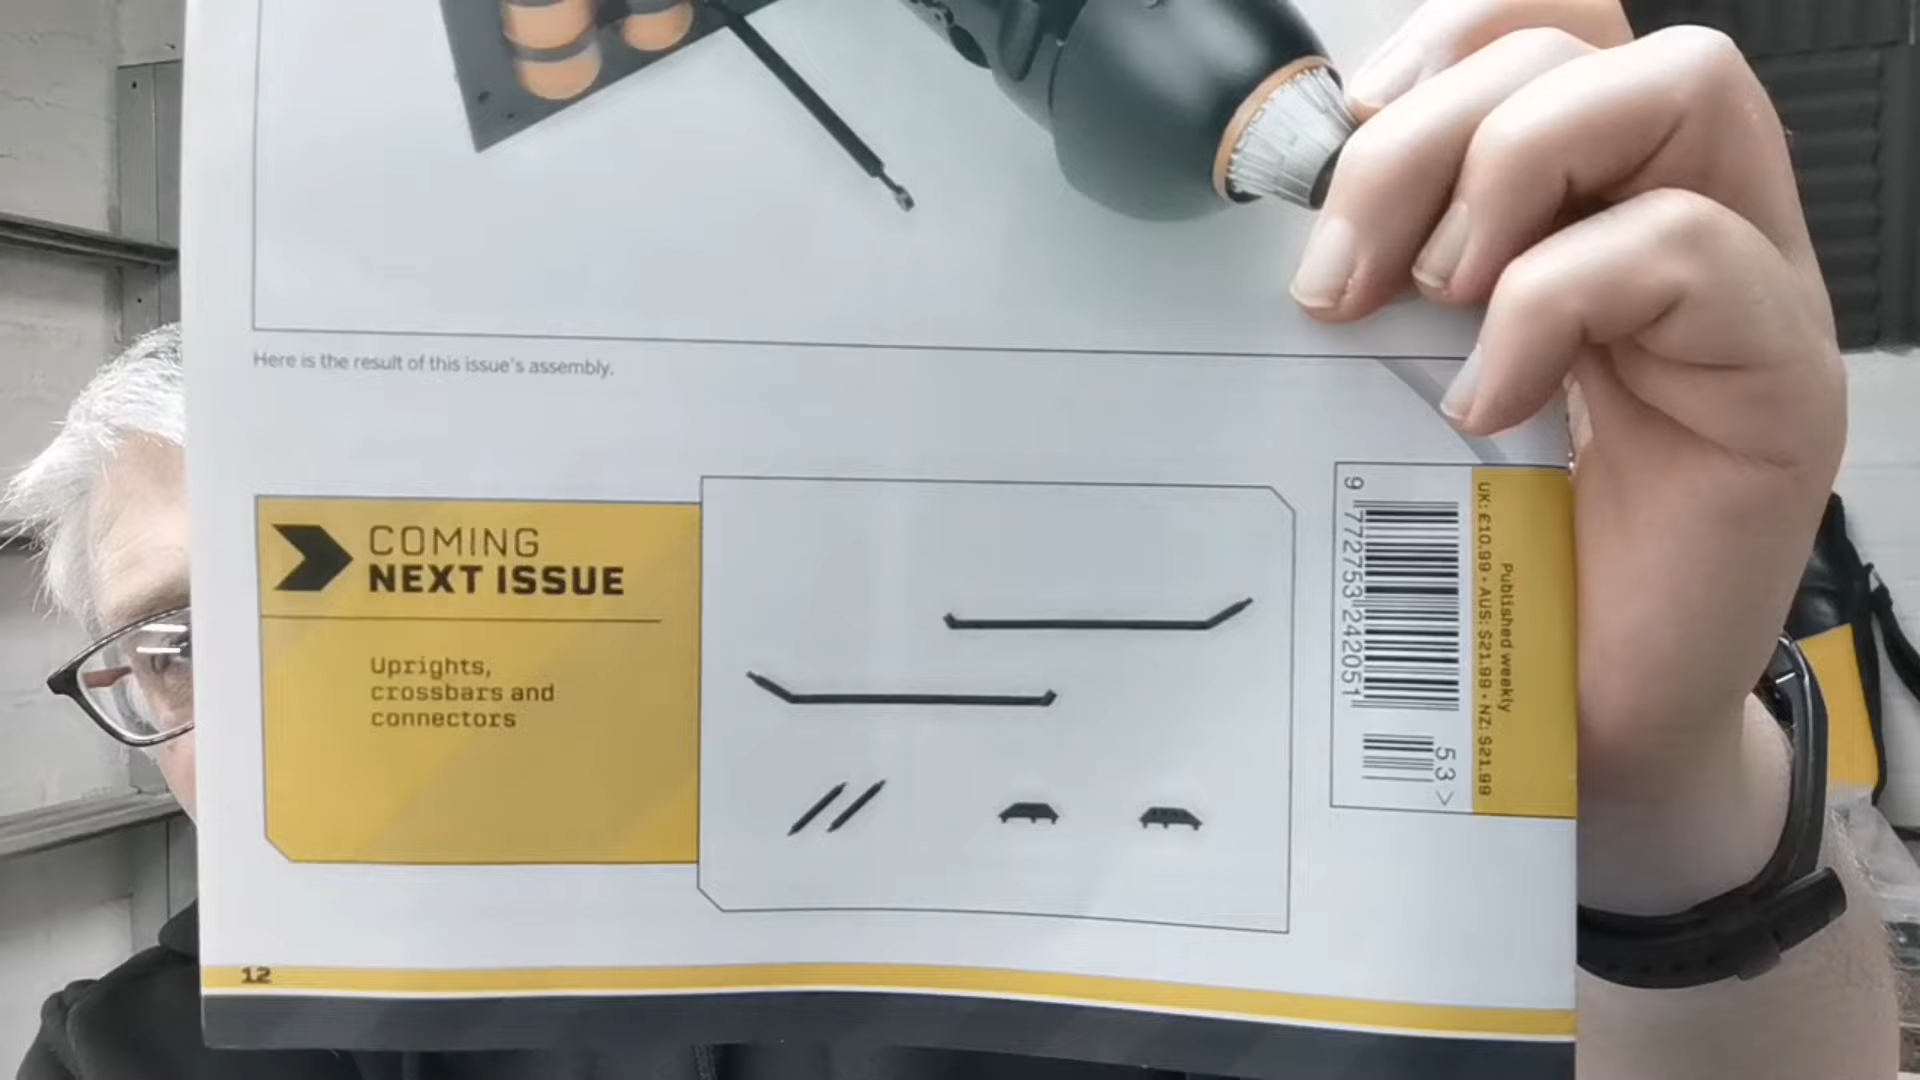 Here is the result of this issue's assembly.
COMING
NEXT ISSUE
Uprights,
crossbars and
connectors
9 772753 242051
53 >
Published weekly
UK: £10.99 • AUS: $21.99 • NZ: $21.99
12